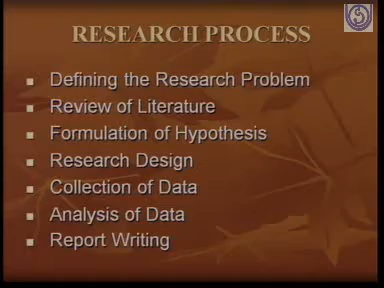 RESEARCH PROCESS
Defining the Research Problem
Review of Literature
Formulation of Hypothesis
Research Design
Collection of Data
Analysis of Data
Report Writing